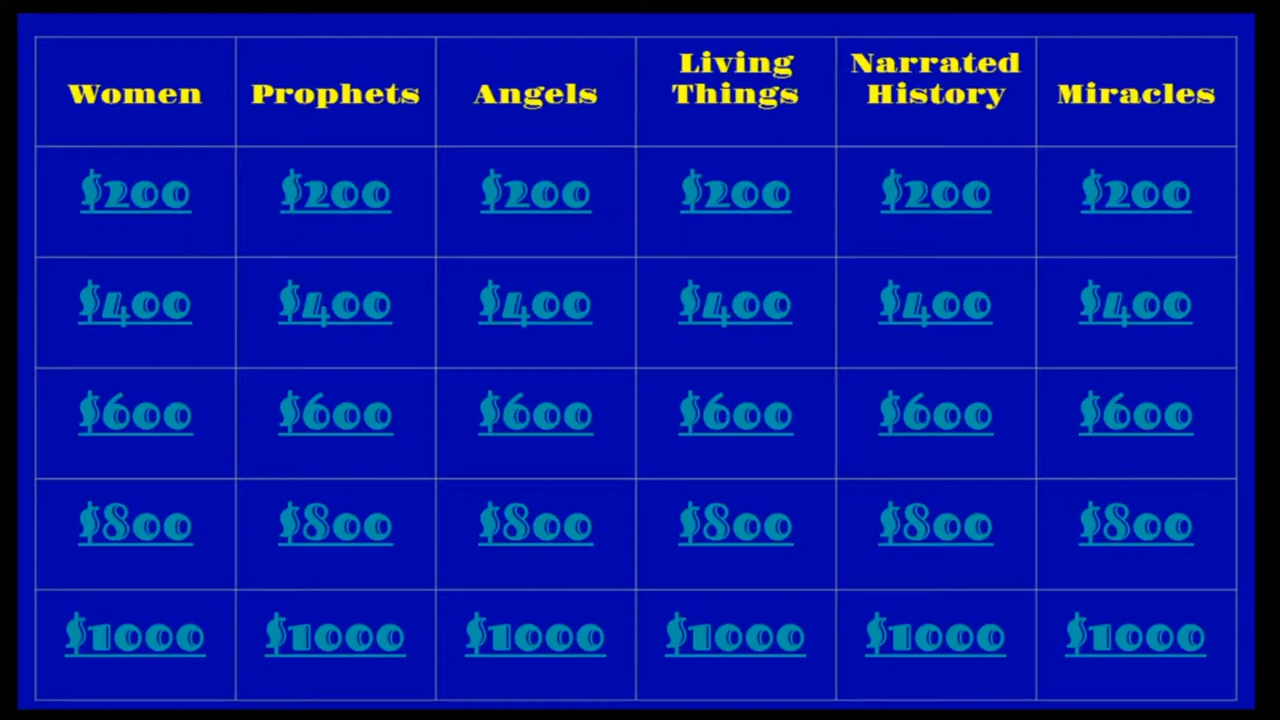 Women Prophets Angels Living Things Narrated History Miracles
$200 $200 $200 $200 $200 $200
$400 $400 $400 $400 $400 $400
$600 $600 $600 $600 $600 $600
$800 $800 $800 $800 $800 $800
$1000 $1000 $1000 $1000 $1000 $1000